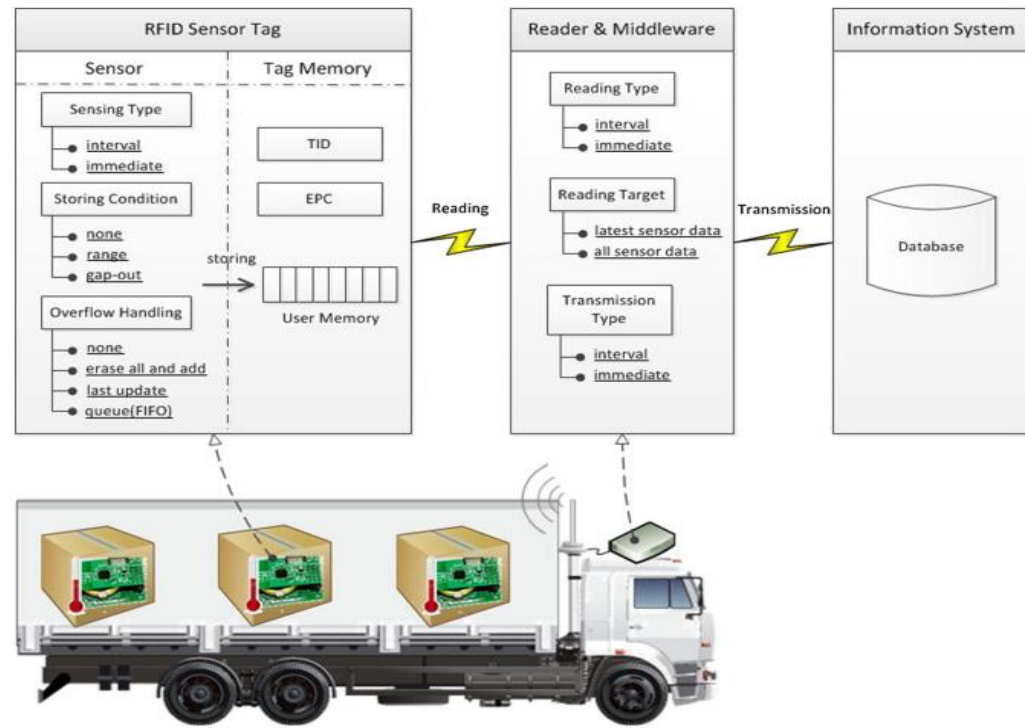 RFID Sensor Tag
Sensor
Tag Memory
Sensing Type
interval
immediate
Storing Condition
none
range
gap-out
Overflow Handling
none
erase all and add
last update
queue(FIFO)
storing
TID
EPC
User Memory
Reading
Reader & Middleware
Reading Type
interval
immediate
Reading Target
latest sensor data
all sensor data
Transmission
Type
interval
immediate
Transmission
Information System
Database